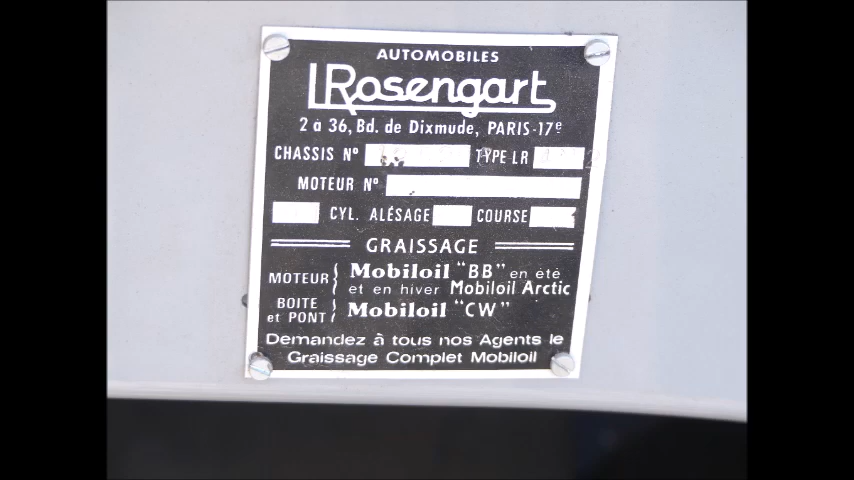 AUTOMOBILES
LRosengart
2 à 36, Bd. de Dixmude, PARIS-17e
CHASSIS Nº TYPE LR
MOTEUR Nº
CYL. ALÉSAGE COURSE
GRAISSAGE
MOTEUR { Mobiloil "BB" en été
et en hiver Mobiloil Arctic
BOITE et PONT { Mobiloil "CW"
Demandez à tous nos Agents le
Graissage Complet Mobiloil